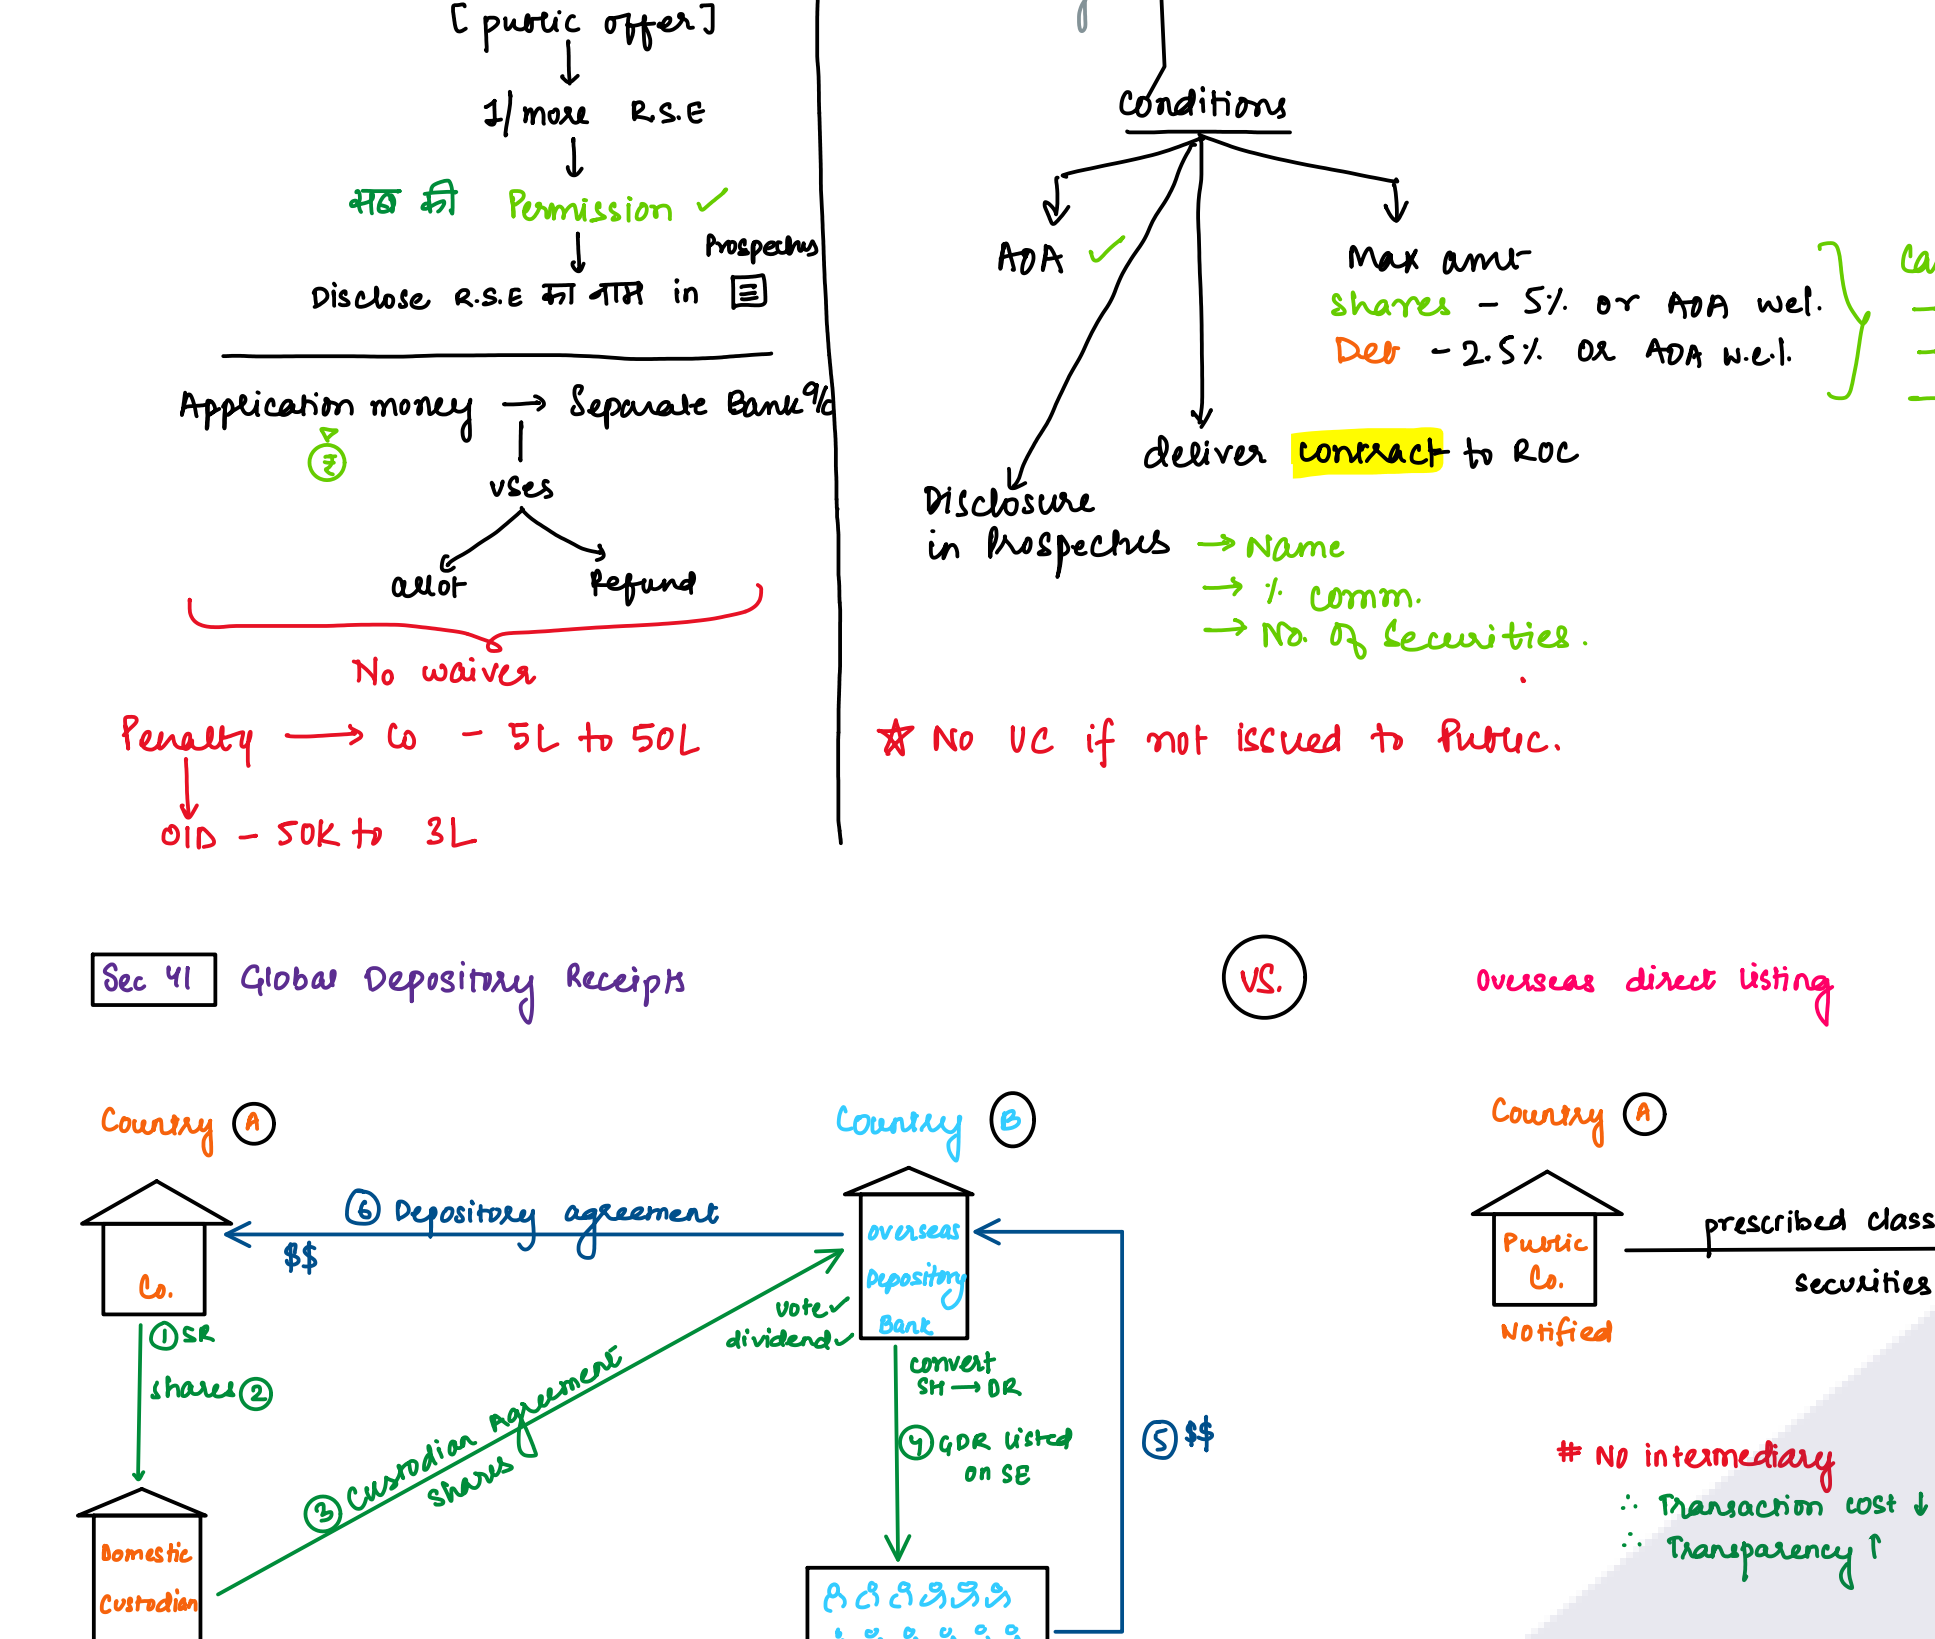 [public offer]
1/more R.S.E
सब की Permission ✓
Prospectus
Disclose R.S.E का नाम in
Application money → Separate Bank a/c
₹
uses
allot Refund
No waiver
Penalty → Co - 5L to 50L
OID - 50K to 3L
Conditions
AOA ✓
Max amt
shares - 5% or AOA w.e.l.
Deb - 2.5% or AOA w.e.l.
deliver contract to ROC
Disclosure
in Prospectus → Name
→ % comm.
→ No. of Securities.
☆ No UC if not issued to Public.
Sec 41 Global Depository Receipts
VS.
Overseas direct listing
Country A
Country B
⑥ Depository agreement
$$
Co.
① SR
shares ②
③ Custodian Agreement
shares
Domestic
Custodian
overseas
Depository
Bank
vote ✓
dividend ✓
convert
SH → DR
④ GDR listed
on SE
⑤ $$
Country A
Public
Co.
Notified
prescribed class
securities
# No intermediary
∴ Transaction cost ↓
∴ Transparency ↑